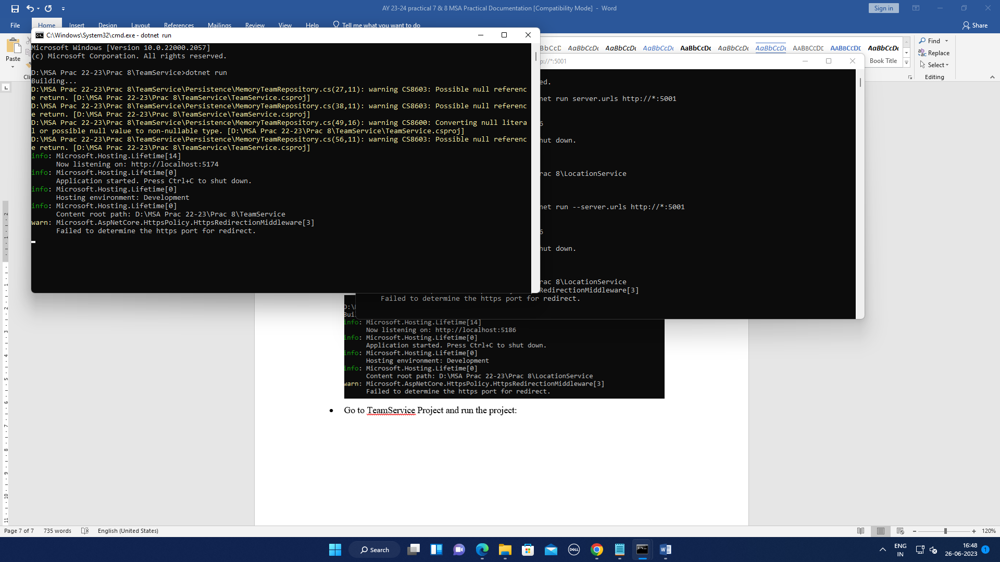 AY 23-24 practical 7 & 8 MSA Practical Documentation [Compatibility Mode] - Word
Sign in
File Home Insert Design Layout References Mailings Review View Help Tell me what you want to do
Share
C:\Windows\System32\cmd.exe - dotnet run
Microsoft Windows [Version 10.0.22000.2057]
(c) Microsoft Corporation. All rights reserved.
D:\MSA Prac 22-23\Prac 8\TeamService>dotnet run
Building...
D:\MSA Prac 22-23\Prac 8\TeamService\Persistence\MemoryTeamRepository.cs(27,11): warning CS8603: Possible null referenc
e return. [D:\MSA Prac 22-23\Prac 8\TeamService\TeamService.csproj]
D:\MSA Prac 22-23\Prac 8\TeamService\Persistence\MemoryTeamRepository.cs(38,11): warning CS8603: Possible null referenc
e return. [D:\MSA Prac 22-23\Prac 8\TeamService\TeamService.csproj]
D:\MSA Prac 22-23\Prac 8\TeamService\Persistence\MemoryTeamRepository.cs(49,16): warning CS8600: Converting null litera
l or possible null value to non-nullable type. [D:\MSA Prac 22-23\Prac 8\TeamService\TeamService.csproj]
D:\MSA Prac 22-23\Prac 8\TeamService\Persistence\MemoryTeamRepository.cs(56,11): warning CS8603: Possible null referenc
e return. [D:\MSA Prac 22-23\Prac 8\TeamService\TeamService.csproj]
info: Microsoft.Hosting.Lifetime[14]
Now listening on: http://localhost:5174
info: Microsoft.Hosting.Lifetime[0]
Application started. Press Ctrl+C to shut down.
info: Microsoft.Hosting.Lifetime[0]
Hosting environment: Development
info: Microsoft.Hosting.Lifetime[0]
Content root path: D:\MSA Prac 22-23\Prac 8\TeamService
warn: Microsoft.AspNetCore.HttpsPolicy.HttpsRedirectionMiddleware[3]
Failed to determine the https port for redirect.
Paste
AaBbCcDc AaBbCcDc AaBbCcDc AaBbCcDc AaBbCcDc AaBbCcDc AABBCCDE AABBCCDE AaBbCcDc
Book Title
Find
Replace
Select
Editing
p://*:5001
ed.
net run server.urls http://*:5001
6
hut down.
rac 8\LocationService
net run --server.urls http://*:5001
6
hut down.
rac 8\LocationService
RedirectionMiddleware[3]
Failed to determine the https port for redirect.
D:\
Bui
info: Microsoft.Hosting.Lifetime[14]
Now listening on: http://localhost:5186
info: Microsoft.Hosting.Lifetime[0]
Application started. Press Ctrl+C to shut down.
info: Microsoft.Hosting.Lifetime[0]
Hosting environment: Development
info: Microsoft.Hosting.Lifetime[0]
Content root path: D:\MSA Prac 22-23\Prac 8\LocationService
warn: Microsoft.AspNetCore.HttpsPolicy.HttpsRedirectionMiddleware[3]
Failed to determine the https port for redirect.
• Go to TeamService Project and run the project:
Page 7 of 7 735 words English (United States)
120%
Search
DELL
ENG
IN
16:48
26-06-2023
1